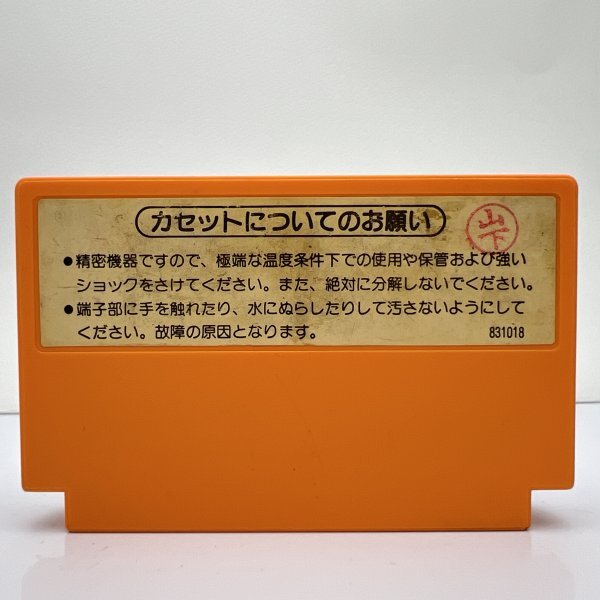 カセットについてのお願い
山下
●精密機器ですので、極端な温度条件下での使用や保管および強い
ショックをさけてください。また、絶対に分解しないでください。
●端子部に手を触れたり、水にぬらしたりして汚さないようにして
ください。故障の原因となります。
831018